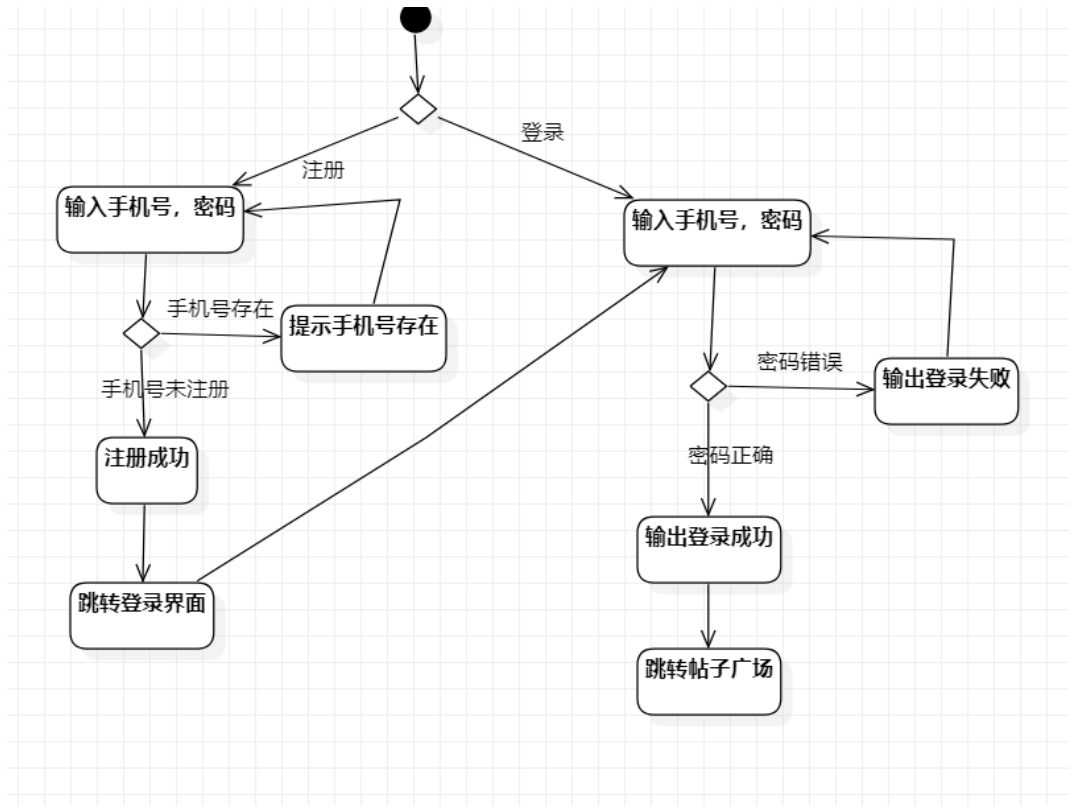 登录
注册
输入手机号，密码
输入手机号，密码
手机号存在
提示手机号存在
密码错误
输出登录失败
手机号未注册
注册成功
密码正确
输出登录成功
跳转登录界面
跳转帖子广场